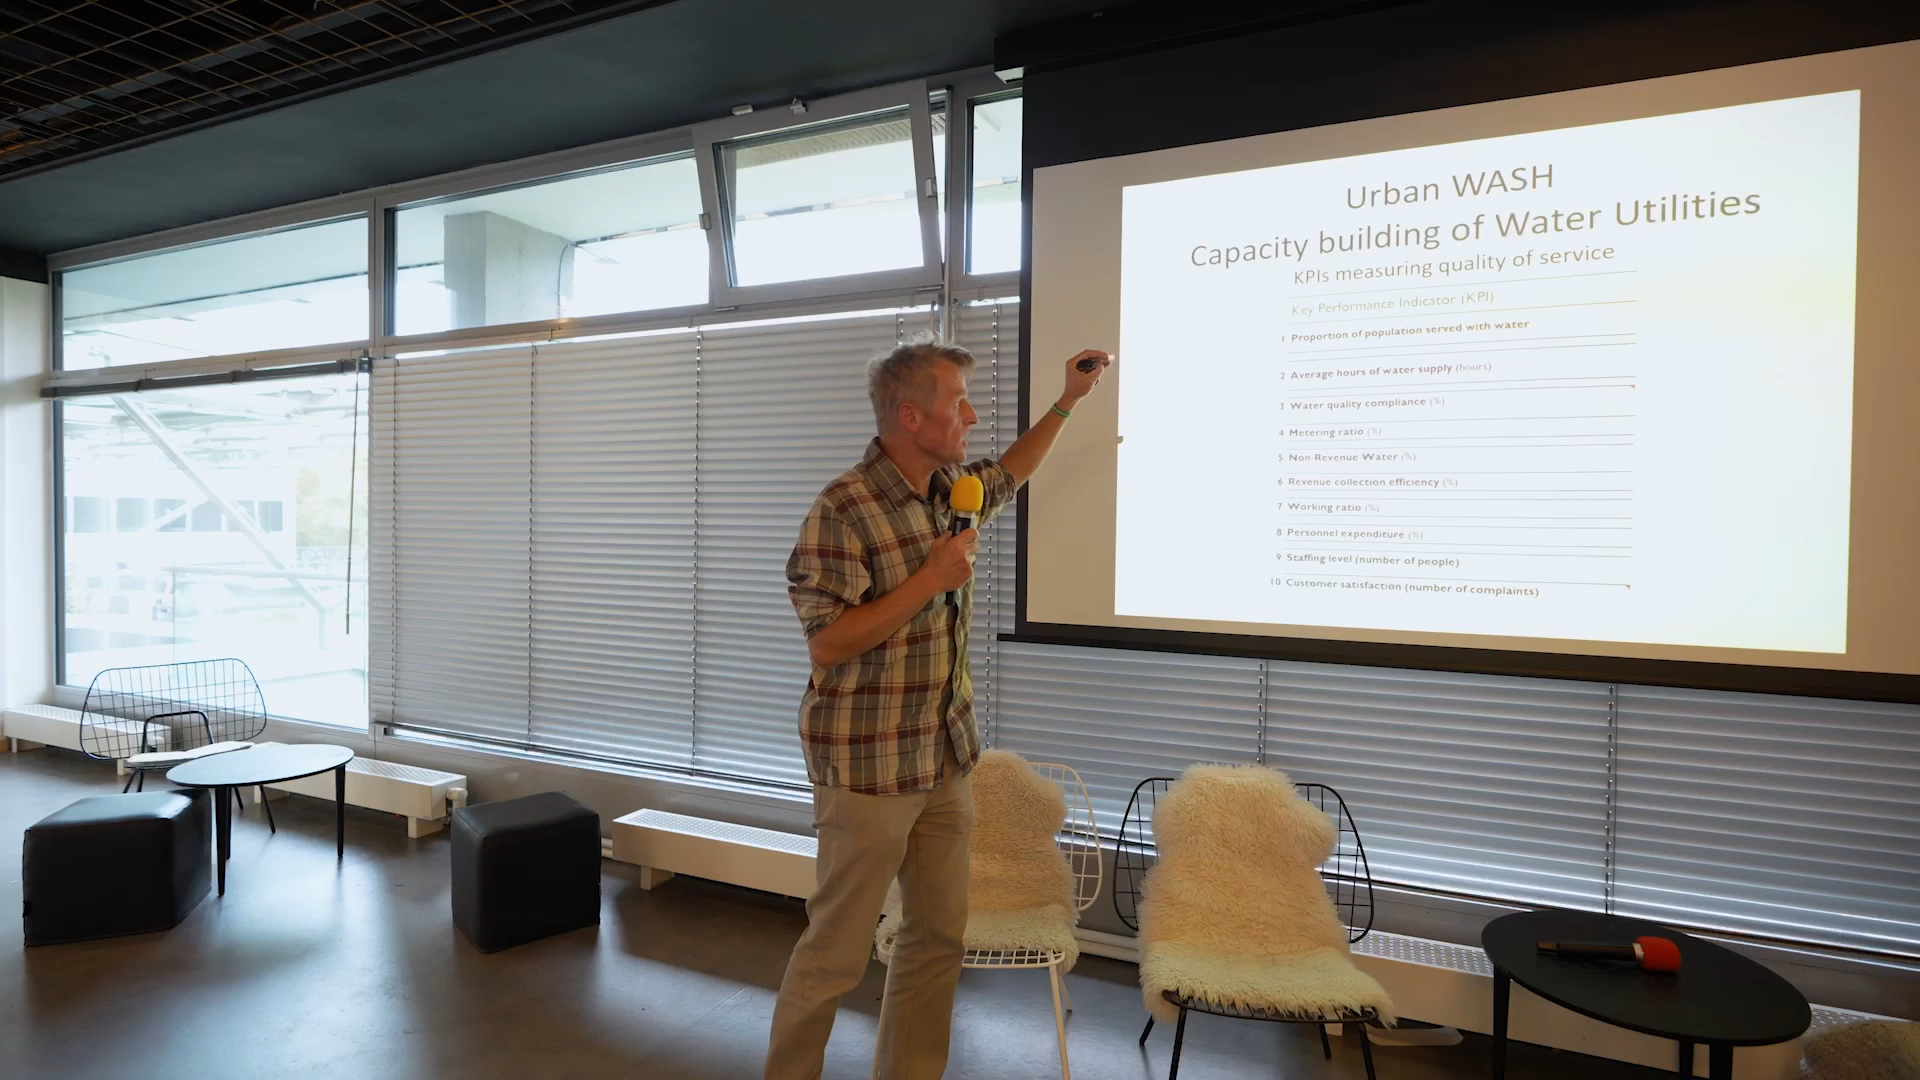 Urban WASH
Capacity building of Water Utilities
KPIs measuring quality of service
Key Performance Indicator (KPI)
1 Proportion of population served with water
2 Average hours of water supply (hours)
3 Water quality compliance (%)
4 Metering ratio (%)
5 Non-Revenue Water (%)
6 Revenue collection efficiency (%)
7 Working ratio (%)
8 Personnel expenditure (%)
9 Staffing level (number of people)
10 Customer satisfaction (number of complaints)